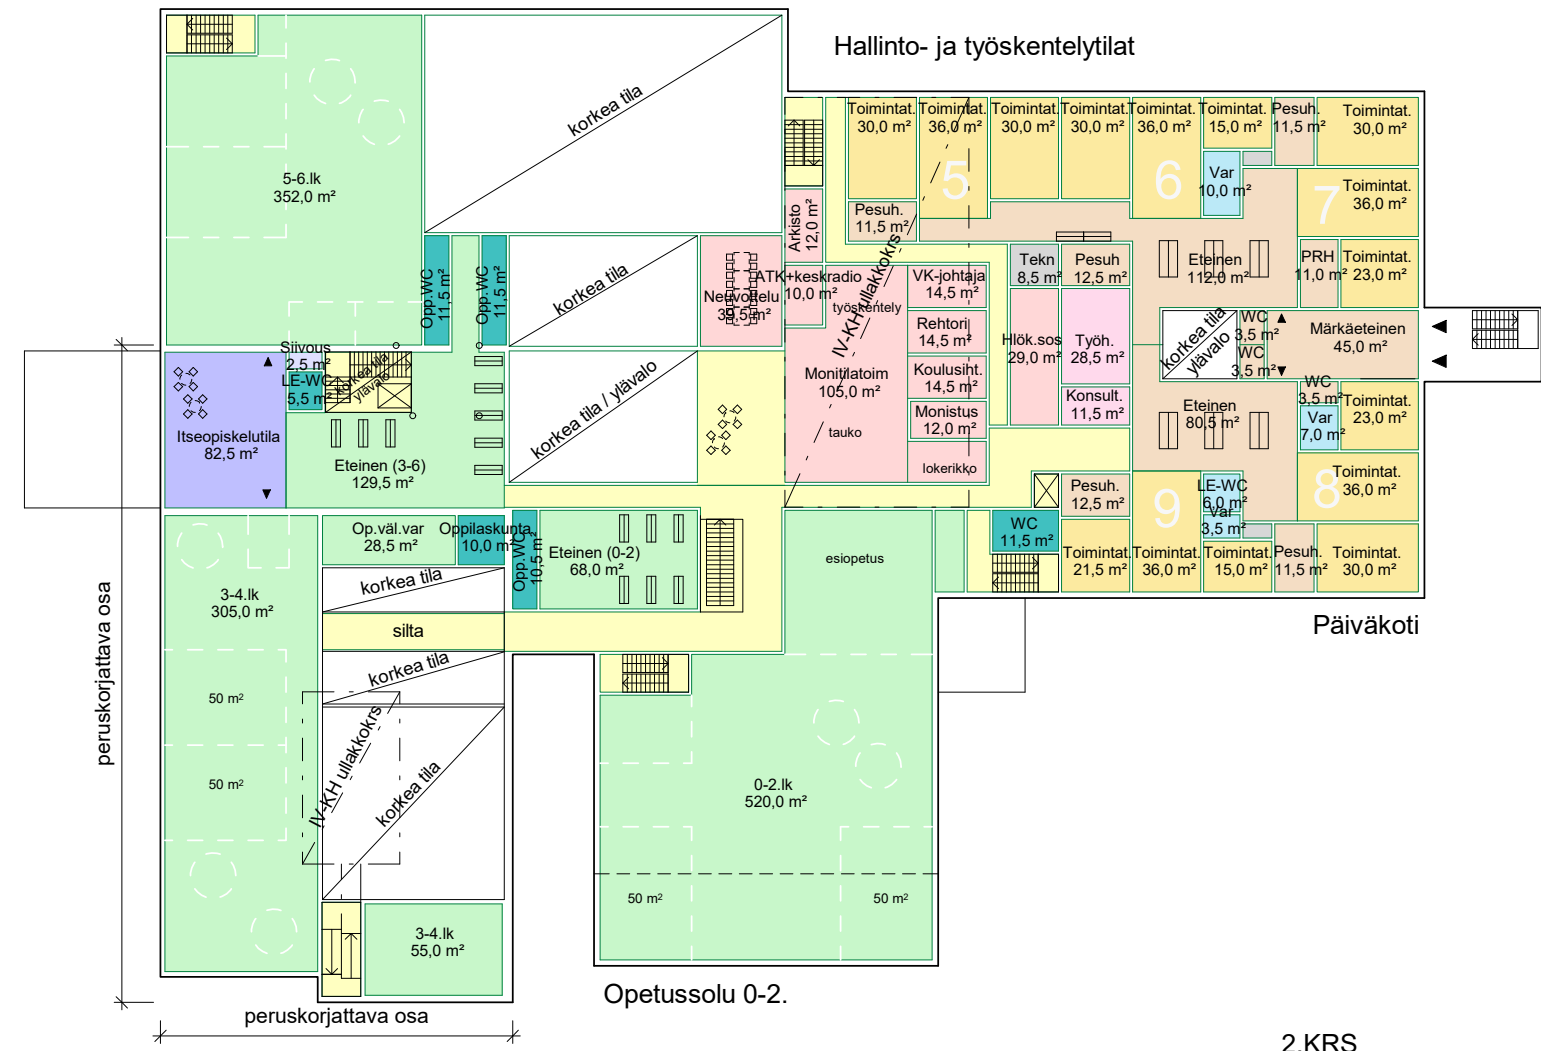 Hallinto- ja työskentelytilat
korkea tila
5-6.lk
352,0 m²
Toimintat.
30,0 m²
Toimintat.
36,0 m²
Toimintat.
30,0 m²
Toimintat.
30,0 m²
Toimintat.
36,0 m²
Toimintat.
15,0 m²
Pesuh.
11,5 m²
Toimintat.
30,0 m²
5
6
7
Var
10,0 m²
Toimintat.
36,0 m²
Arkisto
12,0 m²
Pesuh.
11,5 m²
IV-KH ullakkokrs
Opp.WC
11,5 m²
Opp.WC
11,5 m²
korkea tila
Neuvottelu
39,5 m²
ATK+keskradio
10,0 m²
työskentely
VK-johtaja
14,5 m²
Tekn
8,5 m²
Pesuh
12,5 m²
Eteinen
112,0 m²
PRH
11,0 m²
Toimintat.
23,0 m²
Rehtori
14,5 m²
Hlök.sos
29,0 m²
Työh.
28,5 m²
korkea tila
ylävalo
WC
3,5 m²
WC
3,5 m²
Märkäeteinen
45,0 m²
Siivous
2,5 m²
LE-WC
5,5 m²
korkea tila
ylävalo
korkea tila / ylävalo
Monitilatoim
105,0 m²
Koulusiht.
14,5 m²
Monistus
12,0 m²
Konsult.
11,5 m²
Eteinen
80,5 m²
WC
3,5 m²
Var
7,0 m²
Toimintat.
23,0 m²
Itseopiskelutila
82,5 m²
tauko
Eteinen (3-6)
129,5 m²
lokerikko
Pesuh.
12,5 m²
9
LE-WC
6,0 m²
Var
3,5 m²
8
Toimintat.
36,0 m²
Op.väl.var
28,5 m²
Oppilaskunta
10,0 m²
Opp.WC
10,5 m²
Eteinen (0-2)
68,0 m²
esiopetus
WC
11,5 m²
Toimintat.
21,5 m²
Toimintat.
36,0 m²
Toimintat.
15,0 m²
Pesuh.
11,5 m²
Toimintat.
30,0 m²
korkea tila
3-4.lk
305,0 m²
silta
Päiväkoti
korkea tila
50 m²
peruskorjattava osa
IV-KH ullakkokrs
korkea tila
50 m²
0-2.lk
520,0 m²
50 m²
50 m²
3-4.lk
55,0 m²
Opetussolu 0-2.
peruskorjattava osa
2.KRS